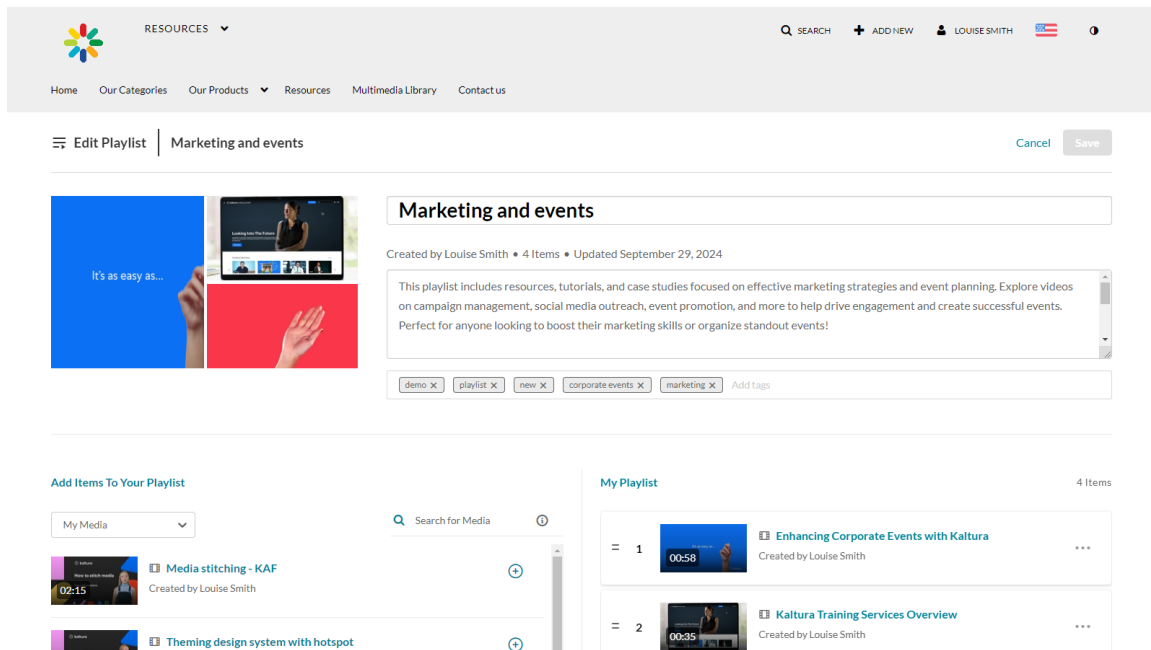 RESOURCES
SEARCH
ADD NEW
LOUISE SMITH
Home
Our Categories
Our Products
Resources
Multimedia Library
Contact us
Edit Playlist
Marketing and events
Cancel
Save
It's as easy as...
Looking Into The Future
Marketing and events
Created by Louise Smith • 4 Items • Updated September 29, 2024
This playlist includes resources, tutorials, and case studies focused on effective marketing strategies and event planning. Explore videos
on campaign management, social media outreach, event promotion, and more to help drive engagement and create successful events.
Perfect for anyone looking to boost their marketing skills or organize standout events!
demo
playlist
new
corporate events
marketing
Add tags
Add Items To Your Playlist
My Playlist
4 Items
My Media
Search for Media
How to stitch media
02:15
Media stitching - KAF
Created by Louise Smith
Theming design system with hotspot
1
00:58
Enhancing Corporate Events with Kaltura
Created by Louise Smith
2
00:35
Kaltura Training Services Overview
Created by Louise Smith